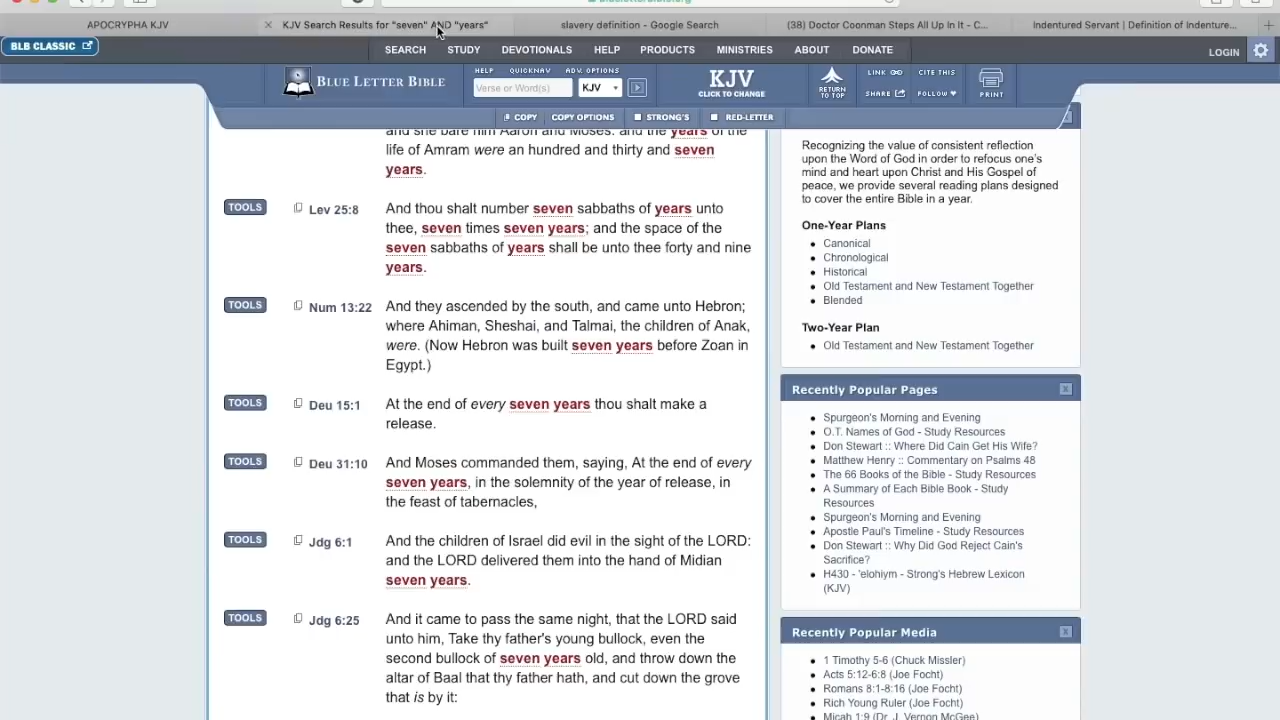 APOCRYPHA KJV
KJV Search Results for "seven" AND "years"
slavery definition - Google Search
(38) Doctor Coonman Steps All Up In It - C...
Indentured Servant | Definition of Indenture...
BLB CLASSIC
SEARCH STUDY DEVOTIONALS HELP PRODUCTS MINISTRIES ABOUT DONATE
LOGIN
BLUE LETTER BIBLE
HELP QUICKNAV ADV. OPTIONS
Verse or Word(s)
KJV
KJV
CLICK TO CHANGE
RETURN
TO TOP
LINK
CITE THIS
SHARE
FOLLOW
PRINT
COPY COPY OPTIONS STRONG'S RED-LETTER
and she bare him Aaron and Moses: and the years of the
life of Amram were an hundred and thirty and seven
years.
TOOLS
Lev 25:8
And thou shalt number seven sabbaths of years unto
thee, seven times seven years; and the space of the
seven sabbaths of years shall be unto thee forty and nine
years.
TOOLS
Num 13:22
And they ascended by the south, and came unto Hebron;
where Ahiman, Sheshai, and Talmai, the children of Anak,
were. (Now Hebron was built seven years before Zoan in
Egypt.)
TOOLS
Deu 15:1
At the end of every seven years thou shalt make a
release.
TOOLS
Deu 31:10
And Moses commanded them, saying, At the end of every
seven years, in the solemnity of the year of release, in
the feast of tabernacles,
TOOLS
Jdg 6:1
And the children of Israel did evil in the sight of the LORD:
and the LORD delivered them into the hand of Midian
seven years.
TOOLS
Jdg 6:25
And it came to pass the same night, that the LORD said
unto him, Take thy father's young bullock, even the
second bullock of seven years old, and throw down the
altar of Baal that thy father hath, and cut down the grove
that is by it:
Recognizing the value of consistent reflection
upon the Word of God in order to refocus one's
mind and heart upon Christ and His Gospel of
peace, we provide several reading plans designed
to cover the entire Bible in a year.
One-Year Plans
Canonical
Chronological
Historical
Old Testament and New Testament Together
Blended
Two-Year Plan
Old Testament and New Testament Together
Recently Popular Pages
Spurgeon's Morning and Evening
O.T. Names of God - Study Resources
Don Stewart :: Where Did Cain Get His Wife?
Matthew Henry :: Commentary on Psalms 48
The 66 Books of the Bible - Study Resources
A Summary of Each Bible Book - Study
Resources
Spurgeon's Morning and Evening
Apostle Paul's Timeline - Study Resources
Don Stewart :: Why Did God Reject Cain's
Sacrifice?
H430 - 'elohiym - Strong's Hebrew Lexicon
(KJV)
Recently Popular Media
1 Timothy 5-6 (Chuck Missler)
Acts 5:12-6:8 (Joe Focht)
Romans 8:1-8:16 (Joe Focht)
Rich Young Ruler (Joe Focht)
Micah 1:9 (Dr. J. Vernon McGee)